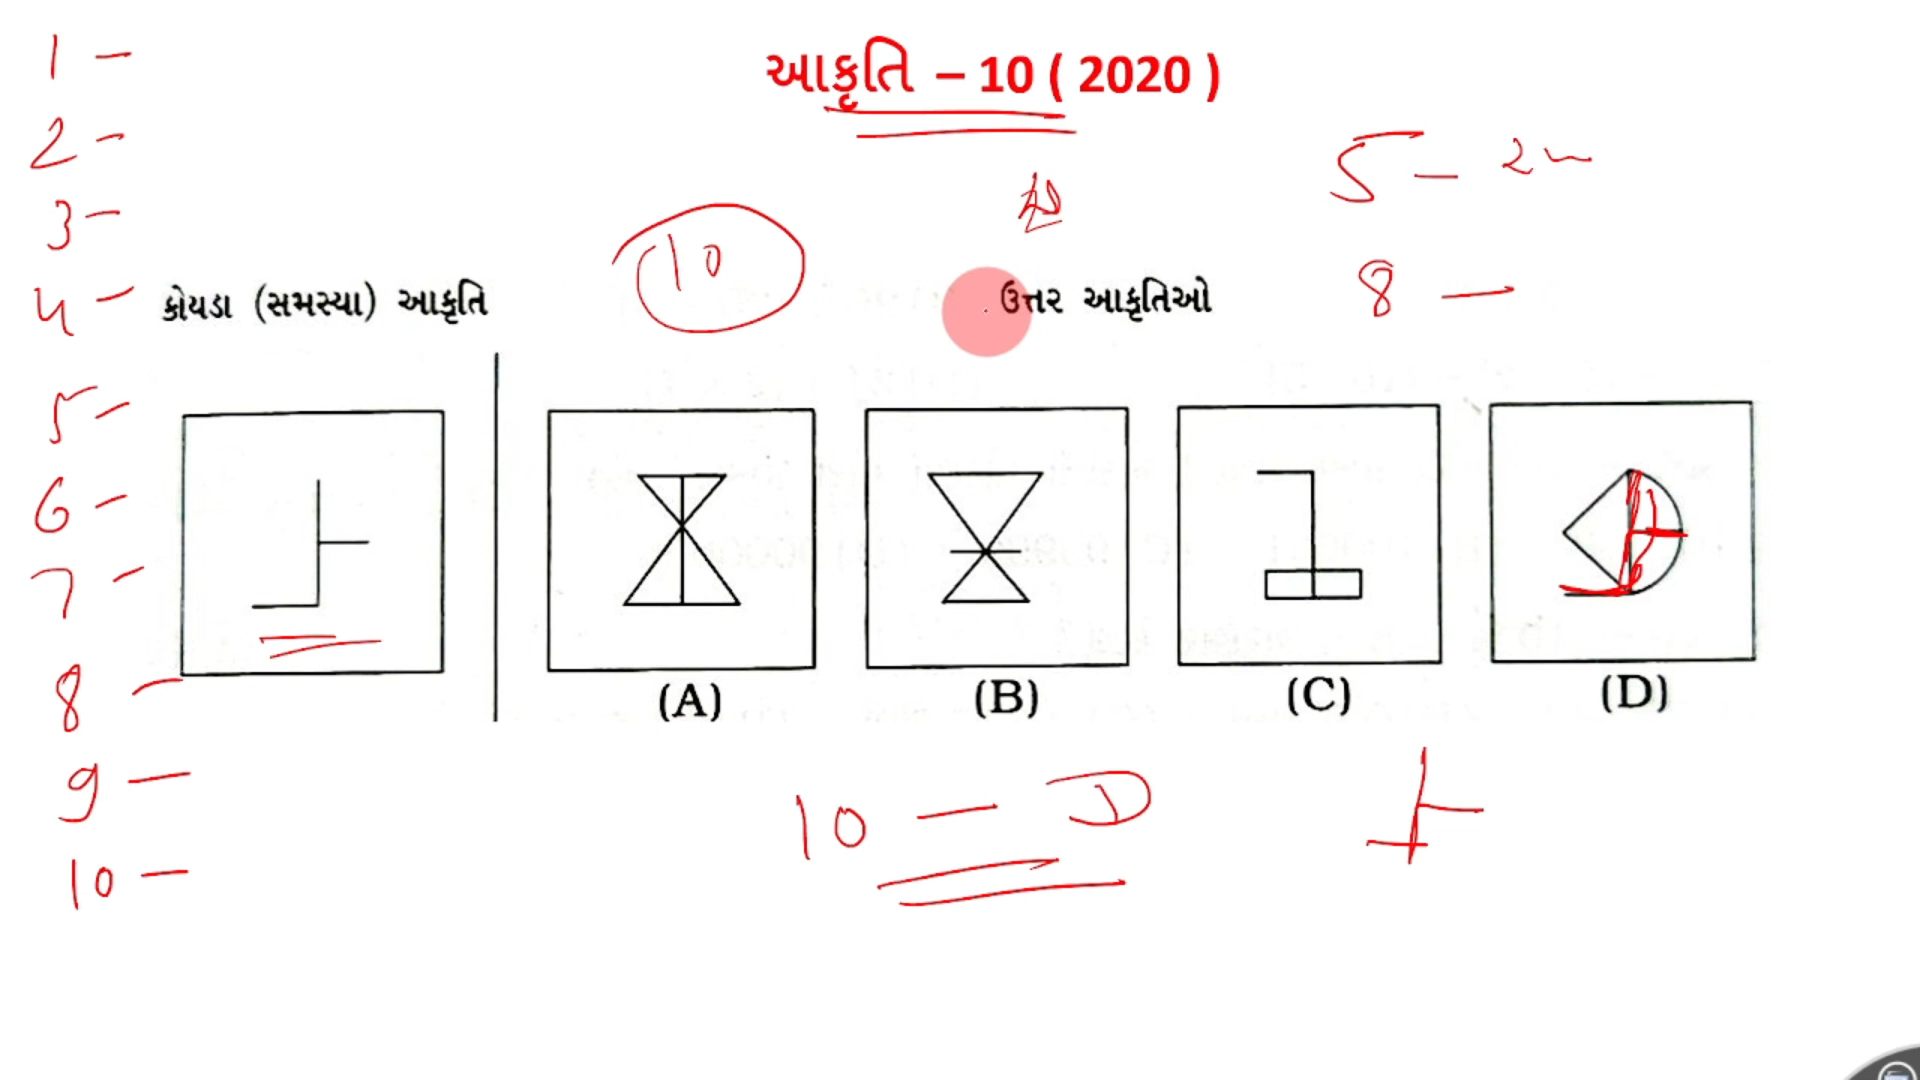 આકૃતિ – 10 ( 2020 )
1 –
2 –
3 –
4 –
5 –
6 –
7 –
8 –
9 –
10 –
5 –
10
8 –
કોયડા (સમસ્યા) આકૃતિ
ઉત્તર આકૃતિઓ
(A)
(B)
(C)
(D)
10 — D